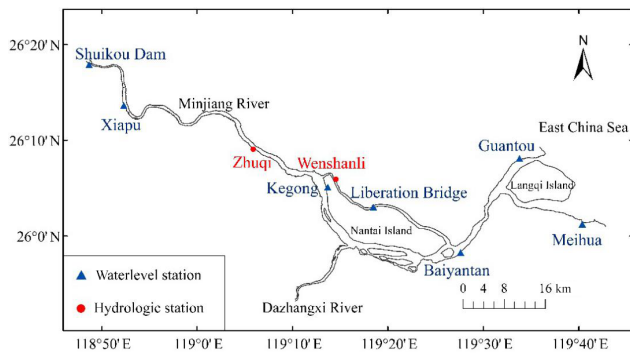 26°20′
26°10′
26°0′
118°50′
119°0′
119°10′
119°20′
119°30′
119°40′
N
Shuikou Dam
Xiapu
Minjiang River
Zhuqi
Wenshanli
Kegong
Liberation Bridge
Nantai Island
Guantou
East China Sea
Langqi Island
Meihua
Baiyantan
Dazhangxi River
0 4 8 16 km
Waterlevel station
Hydrologic station